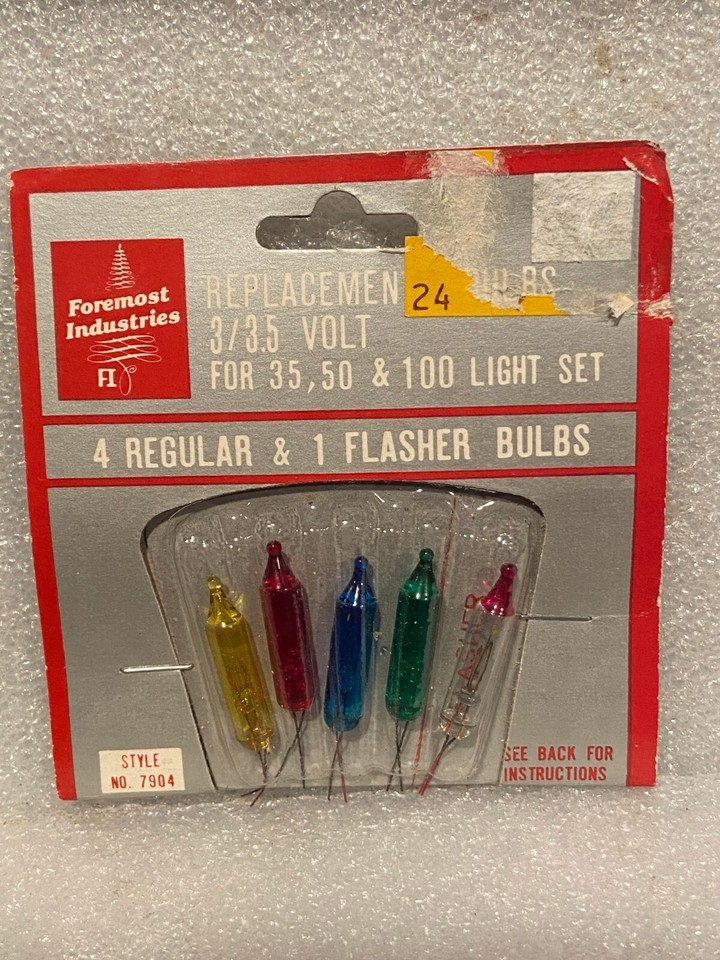 Foremost
Industries
FI
REPLACEMEN
24
3/3.5 VOLT
FOR 35,50 & 100 LIGHT SET
4 REGULAR & 1 FLASHER BULBS
ASHER
STYLE
NO. 7904
SEE BACK FOR
INSTRUCTIONS